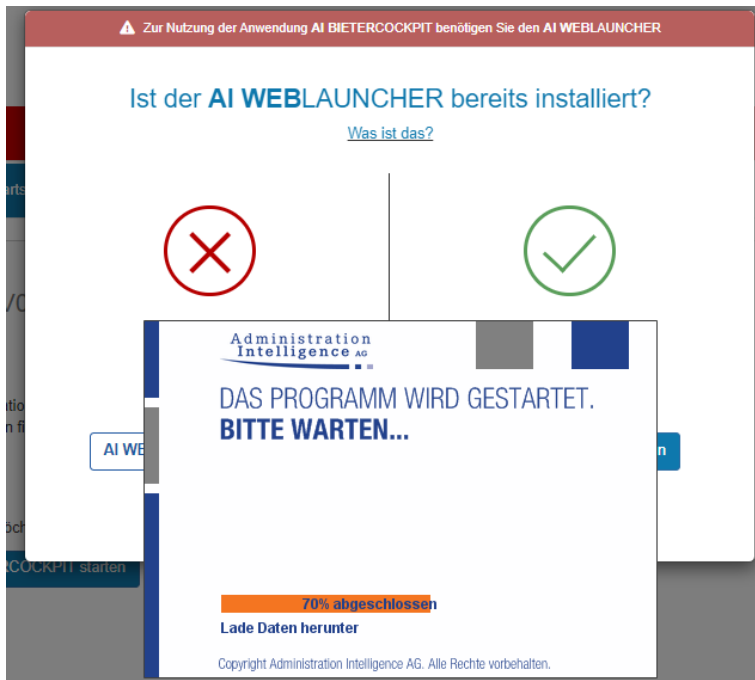 Zur Nutzung der Anwendung AI BIETERCOCKPIT benötigen Sie den AI WEBLAUNCHER
Ist der AI WEBLAUNCHER bereits installiert?
Was ist das?
Administration
Intelligence AG
DAS PROGRAMM WIRD GESTARTET.
BITTE WARTEN...
AI WE
n
COCKPIT starten
70% abgeschlossen
Lade Daten herunter
Copyright Administration Intelligence AG. Alle Rechte vorbehalten.